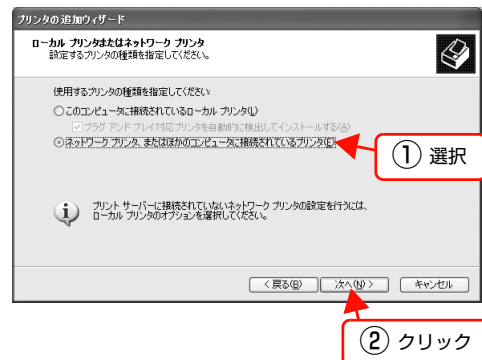 プリンタの追加ウィザード
ローカル プリンタまたはネットワーク プリンタ
設定するプリンタの種類を指定してください。
使用するプリンタの種類を指定してください:
このコンピュータに接続されているローカル プリンタ(L)
プラグ アンド プレイ対応プリンタを自動的に検出してインストールする(A)
ネットワーク プリンタ、またはほかのコンピュータに接続されているプリンタ(E)
① 選択
プリント サーバーに接続されていないネットワーク プリンタの設定を行うには、
ローカル プリンタのオプションを選択してください。
< 戻る(B) 次へ(N) > キャンセル
② クリック